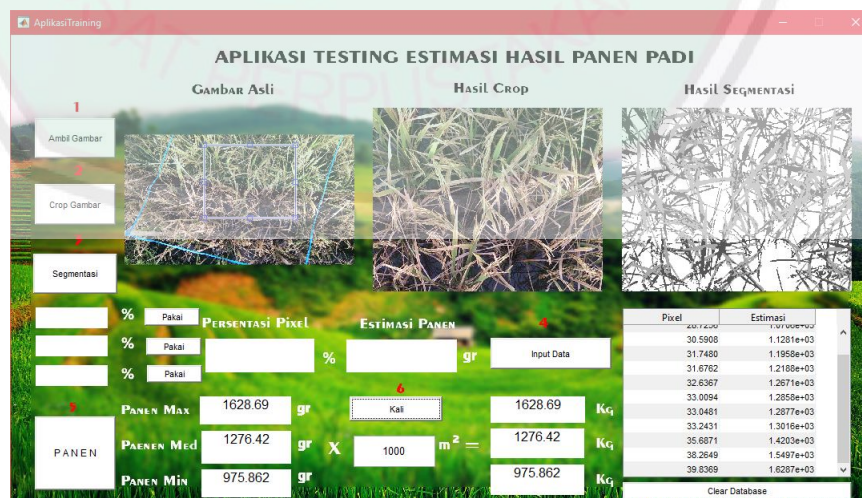 AplikasiTraining
APLIKASI TESTING ESTIMASI HASIL PANEN PADI
Gambar Asli
Hasil Crop
Hasil Segmentasi
1
Ambil Gambar
2
Crop Gambar
Segmentasi
% Pakai
% Pakai
% Pakai
Persentasi Pixel
%
Estimasi Panen
gr
4
Input Data
Pixel Estimasi
30.5908 1.1281e+03
31.7480 1.1958e+03
31.6762 1.2188e+03
32.6367 1.2671e+03
33.0094 1.2858e+03
33.0481 1.2877e+03
33.2431 1.3016e+03
35.6871 1.4203e+03
38.2649 1.5497e+03
39.8369 1.6287e+03
Clear Database
5
PANEN
Panen Max 1628.69 gr
Paenen Med 1276.42 gr
Panen Min 975.862 gr
6
Kali
X 1000 m² =
1628.69 Kg
1276.42 Kg
975.862 Kg